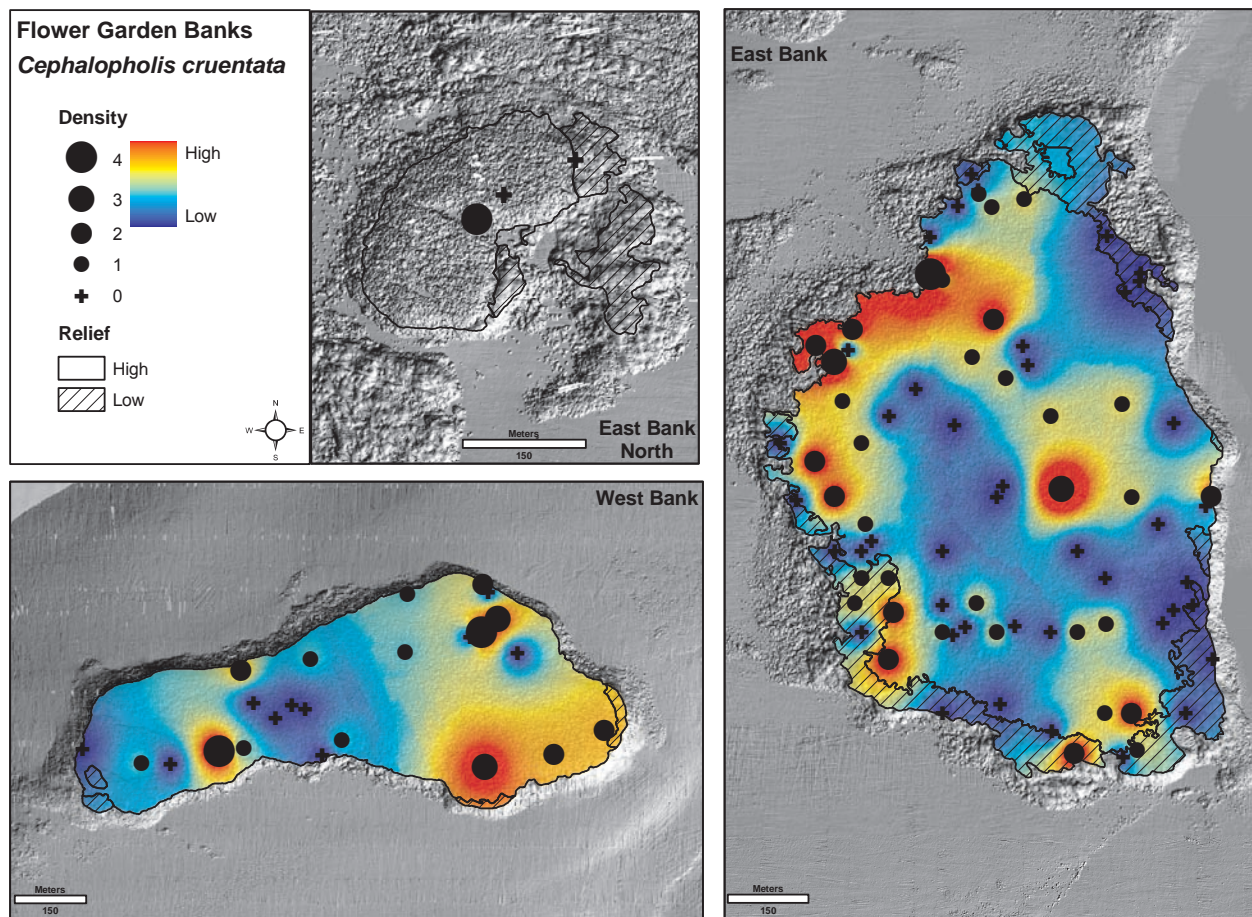 Flower Garden Banks
Cephalopholis cruentata
Density
4
3
2
1
0
High
Low
Relief
High
Low
N
W
E
S
Meters
150
East Bank
North
West Bank
Meters
150
East Bank
Meters
150